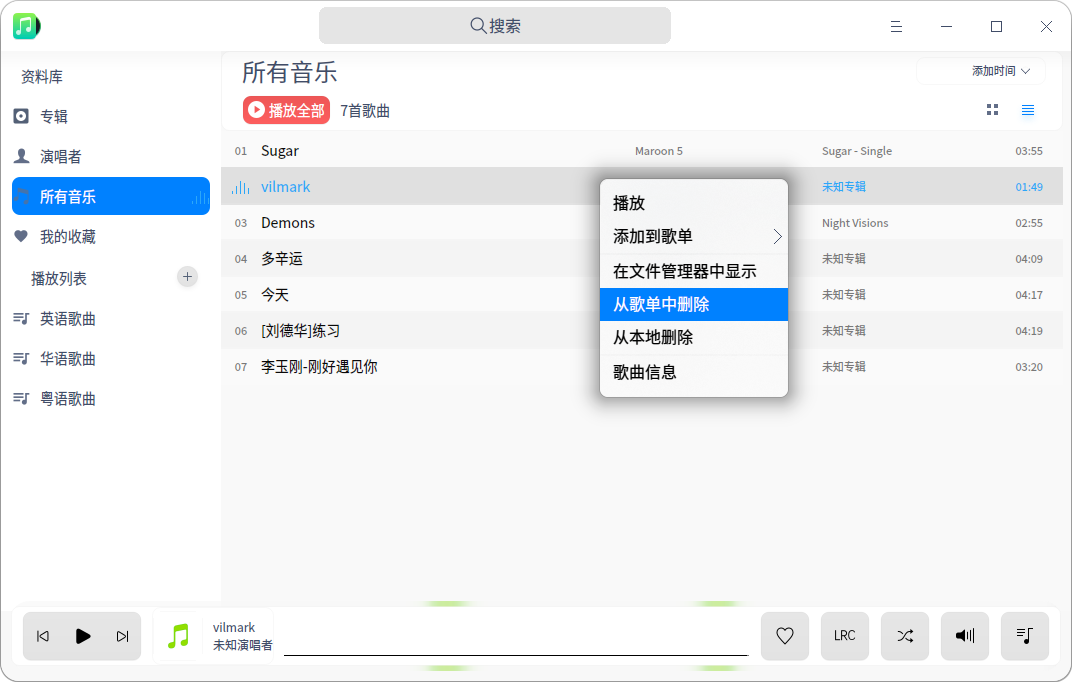 搜索
资料库
专辑
演唱者
所有音乐
我的收藏
播放列表
英语歌曲
华语歌曲
粤语歌曲
所有音乐
添加时间
播放全部 7首歌曲
01 Sugar Maroon 5 Sugar - Single 03:55
vilmark 未知专辑 01:49
03 Demons Night Visions 02:55
04 多辛运 未知专辑 04:09
05 今天 未知专辑 04:17
06 [刘德华]练习 未知专辑 04:19
07 李玉刚-刚好遇见你 未知专辑 03:20
播放
添加到歌单
在文件管理器中显示
从歌单中删除
从本地删除
歌曲信息
vilmark
未知演唱者
LRC